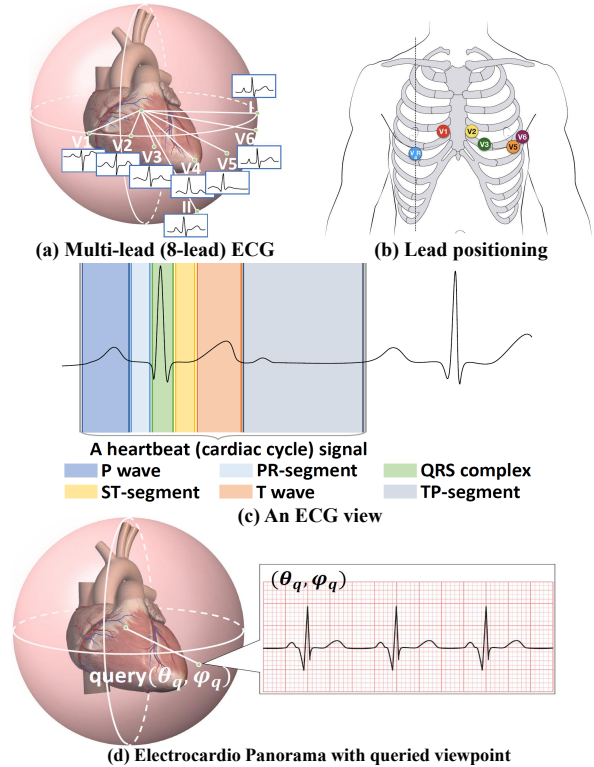 I
V1
V2
V3
V4
V5
V6
II
(a) Multi-lead (8-lead) ECG
V1
V2
V3
V5
V6
(b) Lead positioning
A heartbeat (cardiac cycle) signal
P wave
PR-segment
QRS complex
ST-segment
T wave
TP-segment
(c) An ECG view
query(θq, φq)
(θq, φq)
(d) Electrocardio Panorama with queried viewpoint